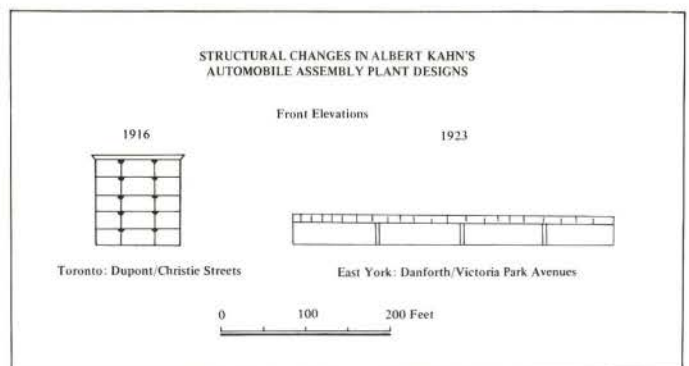 STRUCTURAL CHANGES IN ALBERT KAHN'S
AUTOMOBILE ASSEMBLY PLANT DESIGNS
Front Elevations
1916
1923
Toronto: Dupont/Christie Streets
East York: Danforth/Victoria Park Avenues
0 100 200 Feet